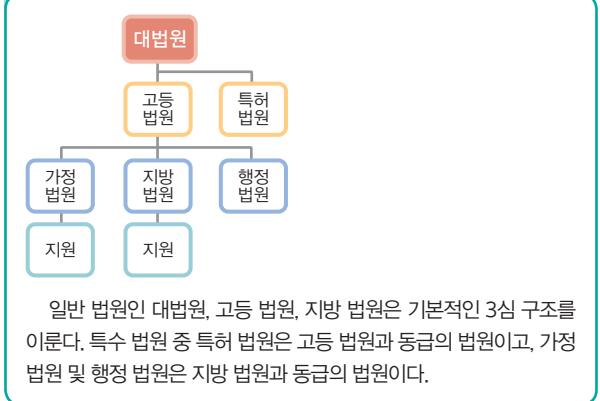 대법원
고등
법원
특허
법원
가정
법원
지방
법원
행정
법원
지원
지원
일반 법원인 대법원, 고등 법원, 지방 법원은 기본적인 3심 구조를
이룬다. 특수 법원 중 특허 법원은 고등 법원과 동급의 법원이고, 가정
법원 및 행정 법원은 지방 법원과 동급의 법원이다.